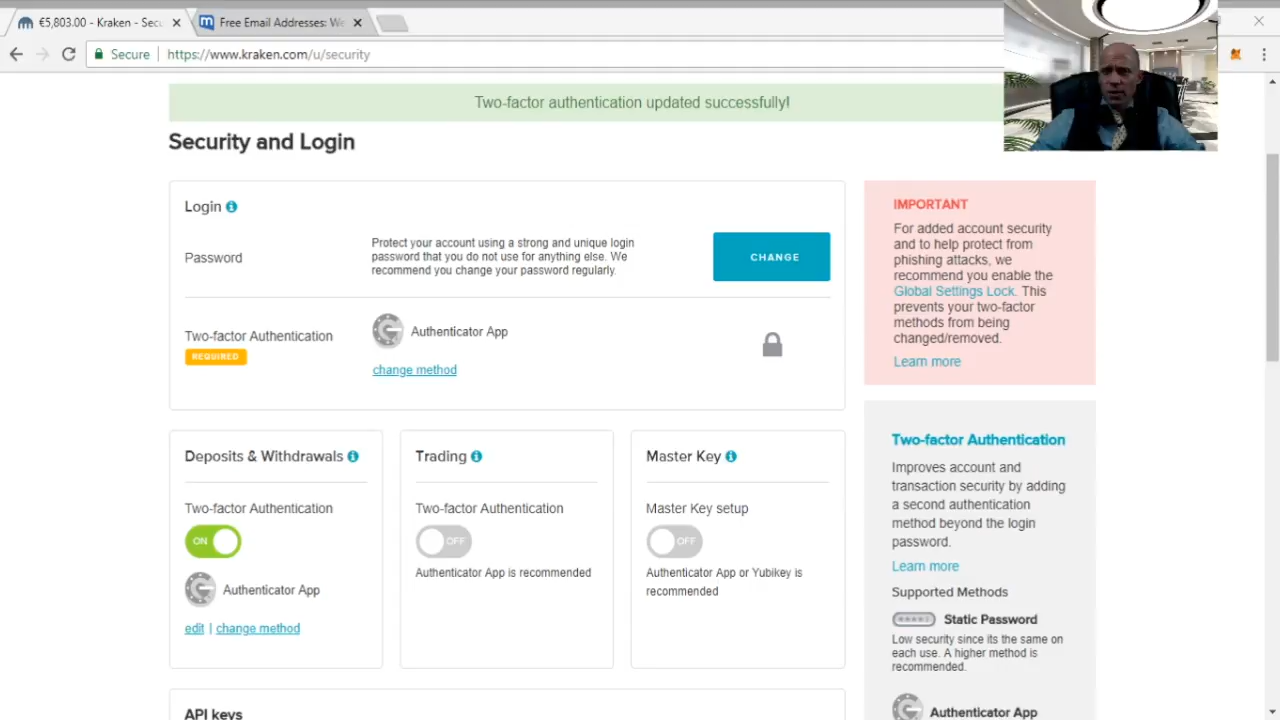 €5,803.00 - Kraken - Secu
Free Email Addresses: We
Secure
https://www.kraken.com/u/security
Two-factor authentication updated successfully!
Security and Login
Login
Password
Protect your account using a strong and unique login
password that you do not use for anything else. We
recommend you change your password regularly.
CHANGE
Two-factor Authentication
REQUIRED
Authenticator App
change method
Deposits & Withdrawals
Two-factor Authentication
ON
Authenticator App
edit | change method
Trading
Two-factor Authentication
OFF
Authenticator App is recommended
Master Key
Master Key setup
OFF
Authenticator App or Yubikey is
recommended
API keys
IMPORTANT
For added account security
and to help protect from
phishing attacks, we
recommend you enable the
Global Settings Lock. This
prevents your two-factor
methods from being
changed/removed.
Learn more
Two-factor Authentication
Improves account and
transaction security by adding
a second authentication
method beyond the login
password.
Learn more
Supported Methods
Static Password
Low security since its the same on
each use. A higher method is
recommended.
Authenticator App